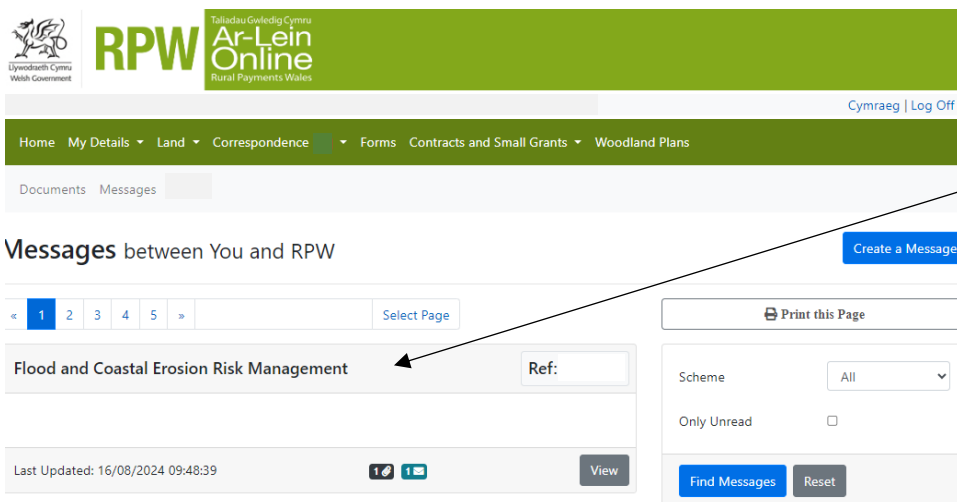 Llywodraeth Cymru
Welsh Government
RPW
Taliadau Gwledig Cymru
Ar-Lein
Online
Rural Payments Wales
Cymraeg | Log Off
Home My Details Land Correspondence Forms Contracts and Small Grants Woodland Plans
Documents Messages
Messages between You and RPW
Create a Message
« 1 2 3 4 5 » Select Page
Print this Page
Flood and Coastal Erosion Risk Management Ref:
Scheme All
Only Unread
Last Updated: 16/08/2024 09:48:39 1 1 View
Find Messages Reset